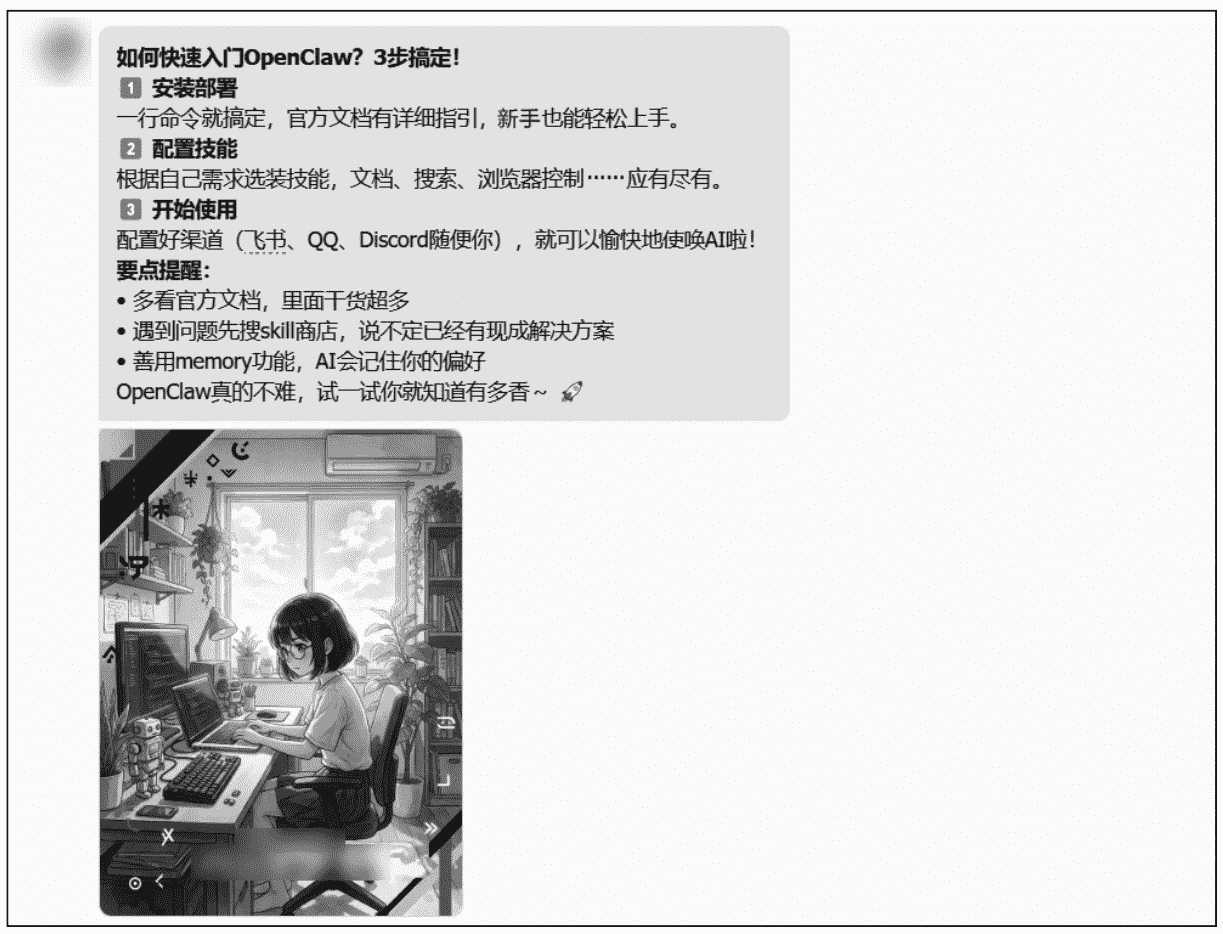 如何快速入门OpenClaw？3步搞定！
1 安装部署
一行命令就搞定，官方文档有详细指引，新手也能轻松上手。
2 配置技能
根据自己需求选装技能，文档、搜索、浏览器控制……应有尽有。
3 开始使用
配置好渠道（飞书、QQ、Discord随便你），就可以愉快地使唤AI啦！
要点提醒：
• 多看官方文档，里面干货超多
• 遇到问题先搜skill商店，说不定已经有现成解决方案
• 善用memory功能，AI会记住你的偏好
OpenClaw真的不难，试一试你就知道有多香~ 🚀